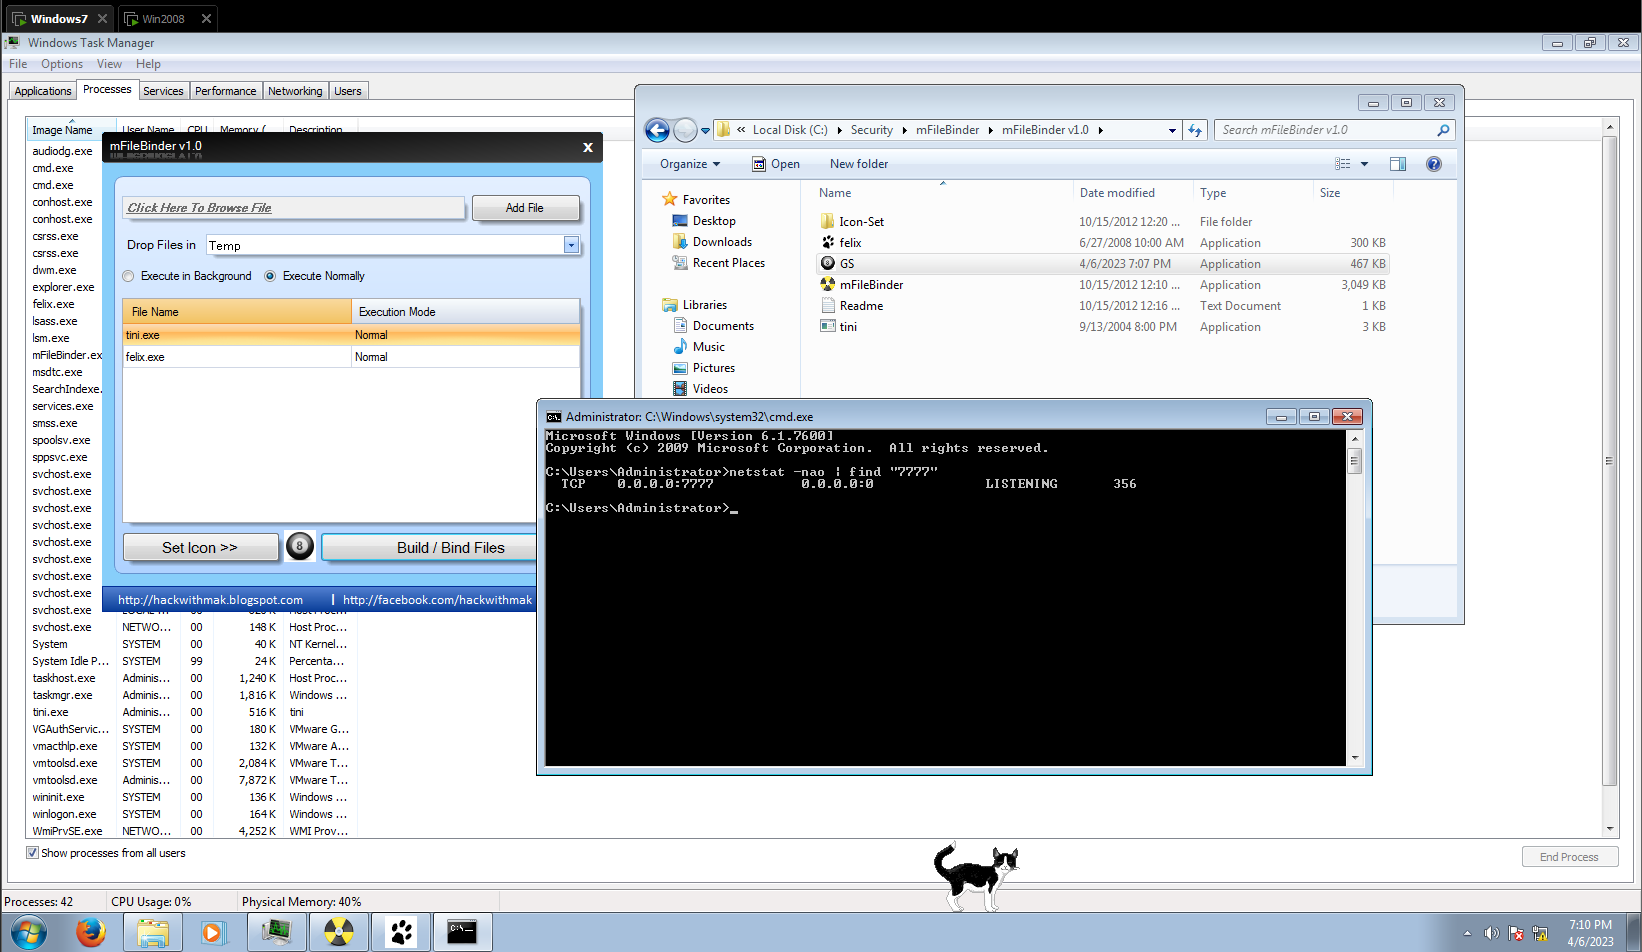 Windows7
Win2008
Windows Task Manager
File Options View Help
Applications Processes Services Performance Networking Users
Image Name User Name CPU Memory ( Description
audiodg.exe
cmd.exe
cmd.exe
conhost.exe
conhost.exe
csrss.exe
csrss.exe
dwm.exe
explorer.exe
felix.exe
lsass.exe
lsm.exe
mFileBinder.ex
msdtc.exe
SearchIndexe.
services.exe
smss.exe
spoolsv.exe
sppsvc.exe
svchost.exe
svchost.exe
svchost.exe
svchost.exe
svchost.exe
svchost.exe
svchost.exe
svchost.exe
svchost.exe
svchost.exe NETWO... 00 148 K Host Proc...
System SYSTEM 00 40 K NT Kernel...
System Idle P... SYSTEM 99 24 K Percenta...
taskhost.exe Adminis... 00 1,240 K Host Proc...
taskmgr.exe Adminis... 00 1,816 K Windows ...
tini.exe Adminis... 00 516 K tini
VGAuthServic... SYSTEM 00 180 K VMware G...
vmacthlp.exe SYSTEM 00 132 K VMware A...
vmtoolsd.exe SYSTEM 00 2,084 K VMware T...
vmtoolsd.exe Adminis... 00 7,872 K VMware T...
wininit.exe SYSTEM 00 136 K Windows ...
winlogon.exe SYSTEM 00 164 K Windows ...
WmiPrvSE.exe NETWO... 00 4,252 K WMI Prov...
Show processes from all users
End Process
Processes: 42 CPU Usage: 0% Physical Memory: 40%
mFileBinder v1.0 x
Click Here To Browse File
Add File
Drop Files in Temp
Execute in Background Execute Normally
File Name Execution Mode
tini.exe Normal
felix.exe Normal
Set Icon >> 8 Build / Bind Files
http://hackwithmak.blogspot.com | http://facebook.com/hackwithmak
« Local Disk (C:) Security mFileBinder mFileBinder v1.0
Search mFileBinder v1.0
Organize Open New folder
Favorites
Desktop
Downloads
Recent Places
Libraries
Documents
Music
Pictures
Videos
Name Date modified Type Size
Icon-Set 10/15/2012 12:20 ... File folder
felix 6/27/2008 10:00 AM Application 300 KB
GS 4/6/2023 7:07 PM Application 467 KB
mFileBinder 10/15/2012 12:10 ... Application 3,049 KB
Readme 10/15/2012 12:16 ... Text Document 1 KB
tini 9/13/2004 8:00 PM Application 3 KB
Administrator: C:\Windows\system32\cmd.exe
Microsoft Windows [Version 6.1.7600]
Copyright (c) 2009 Microsoft Corporation.  All rights reserved.
C:\Users\Administrator>netstat -nao | find "7777"
TCP 0.0.0.0:7777 0.0.0.0:0 LISTENING 356
C:\Users\Administrator>_
C:\.
7:10 PM
4/6/2023